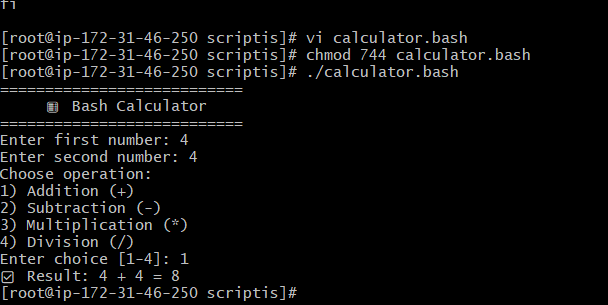 fi
[root@ip-172-31-46-250 scriptis]# vi calculator.bash
[root@ip-172-31-46-250 scriptis]# chmod 744 calculator.bash
[root@ip-172-31-46-250 scriptis]# ./calculator.bash
===========================
🧮 Bash Calculator
===========================
Enter first number: 4
Enter second number: 4
Choose operation:
1) Addition (+)
2) Subtraction (-)
3) Multiplication (*)
4) Division (/)
Enter choice [1-4]: 1
☑ Result: 4 + 4 = 8
[root@ip-172-31-46-250 scriptis]#